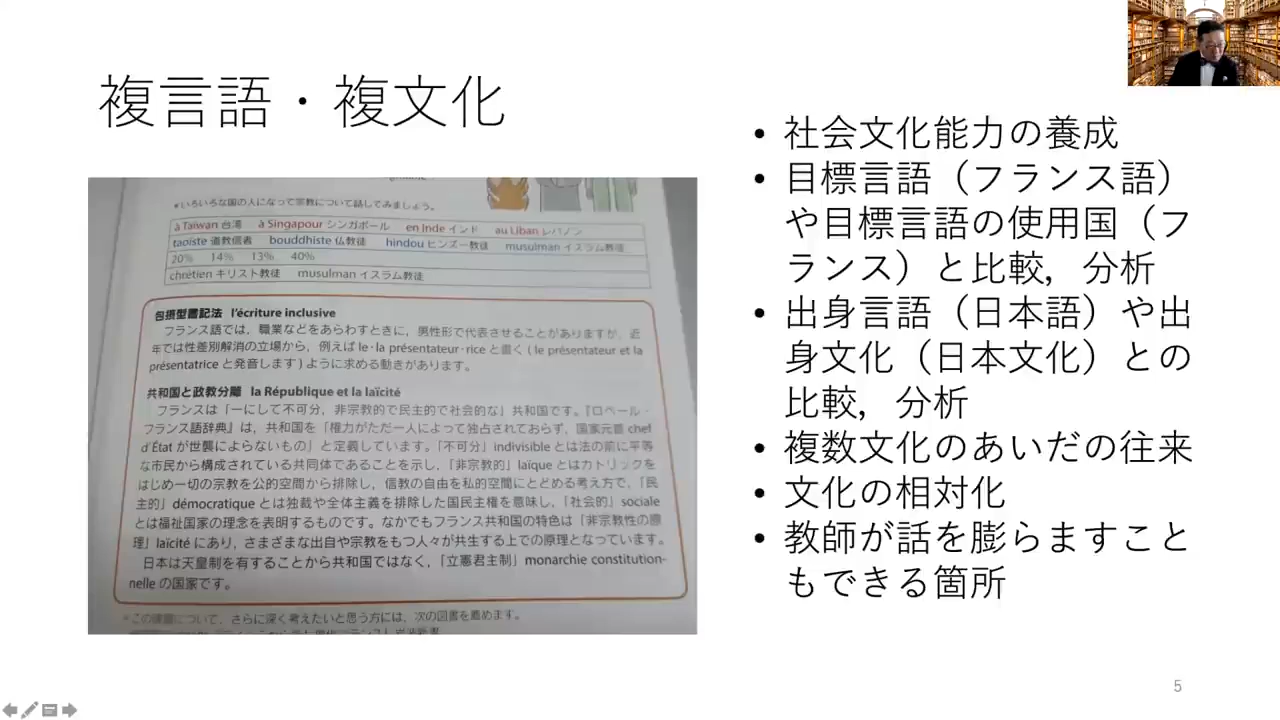 複言語・複文化
＊いろいろな国の人になって宗教について話してみましょう。
à Taïwan 台湾 à Singapour シンガポール en Inde インド au Liban レバノン
taoïste 道教信者 bouddhiste 仏教徒 hindou ヒンズー教徒 musulman イスラム教徒
20% 14% 13% 40%
chrétien キリスト教徒 musulman イスラム教徒
包摂型書記法 l'écriture inclusive
フランス語では，職業などをあらわすときに，男性形で代表させることがありますが，近
年では性差別解消の立場から，例えば le·la présentateur·rice と書く ( le présentateur et la
présentatrice と発音します ) ように求める動きがあります。
共和国と政教分離 la République et la laïcité
フランスは「一にして不可分，非宗教的で民主的で社会的な」共和国です。『ロベール・
フランス語辞典』は，共和国を「権力がただ一人によって独占されておらず，国家元首 chef
d'État が世襲によらないもの」と定義しています。「不可分」indivisible とは法の前に平等
な市民から構成されている共同体であることを示し，「非宗教的」laïque とはカトリックを
はじめ一切の宗教を公的空間から排除し，信教の自由を私的空間にとどめる考え方で，「民
主的」démocratique とは独裁や全体主義を排除した国民主権を意味し，「社会的」sociale
とは福祉国家の理念を表明するものです。なかでもフランス共和国の特色は「非宗教性の原
理」laïcité にあり，さまざまな出自や宗教をもつ人々が共生する上での原理となっています。
日本は天皇制を有することから共和国ではなく，「立憲君主制」monarchie constitution-
nelle の国家です。
＊この課題について，さらに深く考えたいと思う方には，次の図書を薦めます。
• 社会文化能力の養成
• 目標言語（フランス語）
や目標言語の使用国（フ
ランス）と比較，分析
• 出身言語（日本語）や出
身文化（日本文化）との
比較，分析
• 複数文化のあいだの往来
• 文化の相対化
• 教師が話を膨らますこと
もできる箇所
5